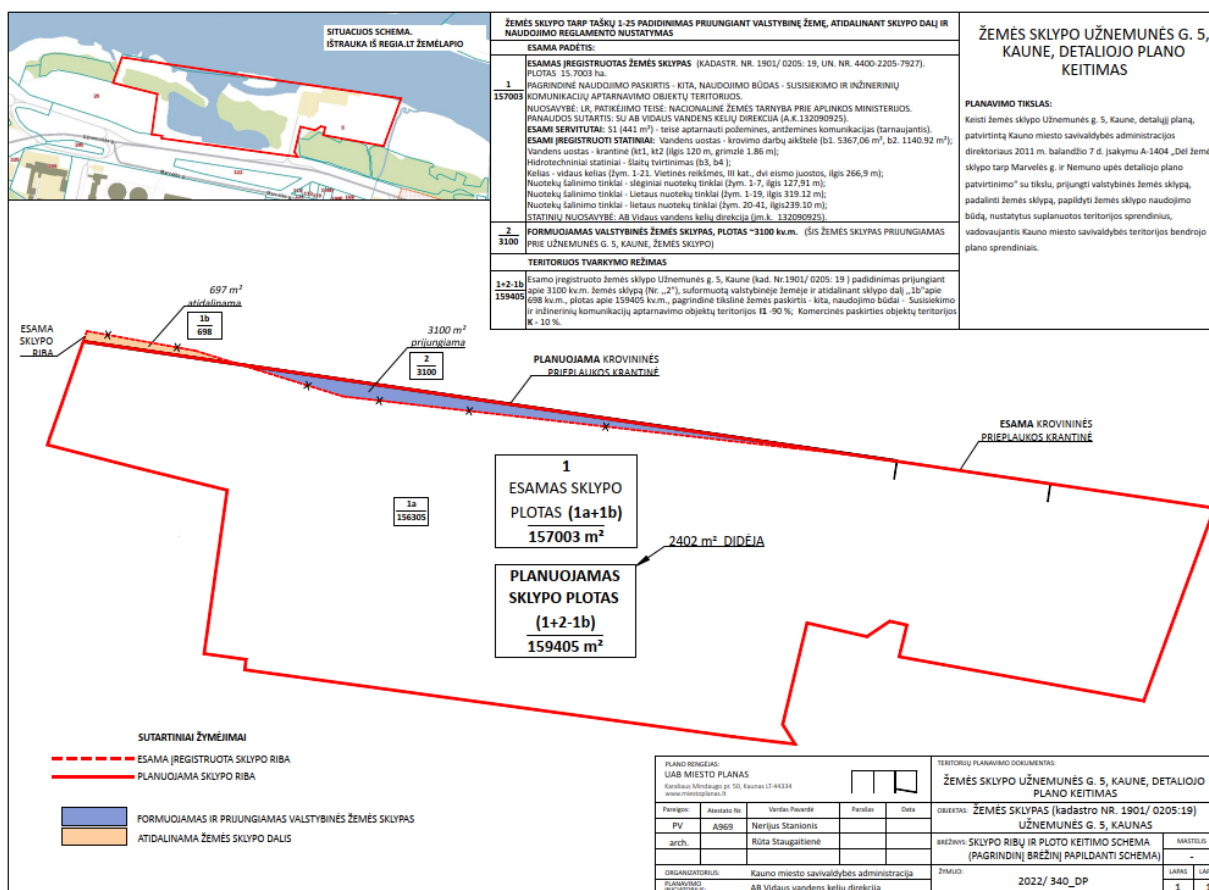 SITUACIJOS SCHEMA.
IŠTRAUKA IŠ REGIA.LT ŽEMĖLAPIO
ŽEMĖS SKLYPO TARP TAŠKŲ 1-25 PADIDINIMAS PRIJUNGIANT VALSTYBINĘ ŽEMĘ, ATIDALINANT SKLYPO DALĮ IR
NAUDOJIMO REGLAMENTO NUSTATYMAS
ESAMA PADĖTIS:
1
157003
ESAMAS ĮREGISTRUOTAS ŽEMĖS SKLYPAS (KADASTR. NR. 1901/ 0205: 19, UN. NR. 4400-2205-7927).
PLOTAS 15.7003 ha.
PAGRINDINĖ NAUDOJIMO PASKIRTIS - KITA, NAUDOJIMO BŪDAS - SUSISIEKIMO IR INŽINERINIŲ
KOMUNIKACIJŲ APTARNAVIMO OBJEKTŲ TERITORIJOS.
NUOSAVYBĖ: LR, PATIKĖJIMO TEISĖ: NACIONALINĖ ŽEMĖS TARNYBA PRIE APLINKOS MINISTERIJOS.
PANAUDOS SUTARTIS: SU AB VIDAUS VANDENS KELIŲ DIREKCIJA (A.K.132090925).
ESAMI SERVITUTAI: S1 (441 m²) - teisė aptarnauti požemines, antžemines komunikacijas (tarnaujantis).
ESAMI ĮREGISTRUOTI STATINIAI: Vandens uostas - krovimo darbų aikštelė (b1. 5367,06 m², b2. 1140.92 m²);
Vandens uostas - krantinė (kt1, kt2 (ilgis 120 m, grimzlė 1.86 m);
Hidrotechniniai statiniai - šlaitų tvirtinimas (b3, b4 );
Kelias - vidaus kelias (žym. 1-21. Vietinės reikšmės, III kat., dvi eismo juostos, ilgis 266,9 m);
Nuotekų šalinimo tinklai - slėginiai nuotekų tinklai (žym. 1-7, ilgis 127,91 m);
Nuotekų šalinimo tinklai - Lietaus nuotekų tinklai (žym. 1-19, ilgis 319.12 m);
Nuotekų šalinimo tinklai - lietaus nuotekų tinklai (žym. 20-41, ilgis239.10 m);
STATINIŲ NUOSAVYBĖ: AB Vidaus vandens kelių direkcija (įm.k. 132090925).
2
3100
FORMUOJAMAS VALSTYBINĖS ŽEMĖS SKLYPAS, PLOTAS ~3100 kv.m. (ŠIS ŽEMĖS SKLYPAS PRIJUNGIAMAS
PRIE UŽNEMUNĖS G. 5, KAUNE, ŽEMĖS SKLYPO)
TERITORIJOS TVARKYMO REŽIMAS
1+2-1b
159405
Esamo įregistruoto žemės sklypo Užnemunės g. 5, Kaune (kad. Nr.1901/ 0205: 19 ) padidinimas prijungiant
apie 3100 kv.m. žemės sklypą (Nr. „2"), suformuotą valstybinėje žemėje ir atidalinant sklypo dalį „1b"apie
698 kv.m., plotas apie 159405 kv.m., pagrindinė tikslinė žemės paskirtis - kita, naudojimo būdai - Susisiekimo
ir inžinerinių komunikacijų aptarnavimo objektų teritorijos I1 -90 %; Komercinės paskirties objektų teritorijos
K - 10 %.
ŽEMĖS SKLYPO UŽNEMUNĖS G. 5,
KAUNE, DETALIOJO PLANO
KEITIMAS
PLANAVIMO TIKSLAS:
Keisti žemės sklypo Užnemunės g. 5, Kaune, detalųjį planą,
patvirtintą Kauno miesto savivaldybės administracijos
direktoriaus 2011 m. balandžio 7 d. įsakymu A-1404 „Dėl žemė
sklypo tarp Marvelės g. ir Nemuno upės detaliojo plano
patvirtinimo" su tikslu, prijungti valstybinės žemės sklypą,
padalinti žemės sklypą, papildyti žemės sklypo naudojimo
būdą, nustatytus suplanuotos teritorijos sprendinius,
vadovaujantis Kauno miesto savivaldybės teritorijos bendrojo
plano sprendiniais.
697 m²
atidalinama
1b
698
ESAMA
SKLYPO
RIBA
3100 m²
prijungiama
2
3100
PLANUOJAMA KROVININĖS
PRIEPLAUKOS KRANTINĖ
ESAMA KROVININĖS
PRIEPLAUKOS KRANTINĖ
1a
156305
1
ESAMAS SKLYPO
PLOTAS (1a+1b)
157003 m²
2402 m² DIDĖJA
PLANUOJAMAS
SKLYPO PLOTAS
(1+2-1b)
159405 m²
SUTARTINIAI ŽYMĖJIMAI
ESAMA ĮREGISTRUOTA SKLYPO RIBA
PLANUOJAMA SKLYPO RIBA
FORMUOJAMAS IR PRIJUNGIAMAS VALSTYBINĖS ŽEMĖS SKLYPAS
ATIDALINAMA ŽEMĖS SKLYPO DALIS
PLANO RENGĖJAS:
UAB MIESTO PLANAS
Karaliaus Mindaugo pr. 50, Kaunas LT-44334
www.miestoplanas.lt
Pareigos: Atestato Nr. Vardas Pavardė Parašas Data
PV A969 Nerijus Stanionis
arch. Rūta Staugaitienė
ORGANIZATORIUS: Kauno miesto savivaldybės administracija
PLANAVIMO
AB Vidaus vandens kelių direkcija
TERITORIJŲ PLANAVIMO DOKUMENTAS:
ŽEMĖS SKLYPO UŽNEMUNĖS G. 5, KAUNE, DETALIOJO
PLANO KEITIMAS
OBJEKTAS: ŽEMĖS SKLYPAS (kadastro NR. 1901/ 0205:19)
UŽNEMUNĖS G. 5, KAUNAS
BRĖŽINYS: SKLYPO RIBŲ IR PLOTO KEITIMO SCHEMA
(PAGRINDINĮ BRĖŽINĮ PAPILDANTI SCHEMA)
MASTELIS
-
ŽYMUO:
2022/ 340_DP
LAPAS
1